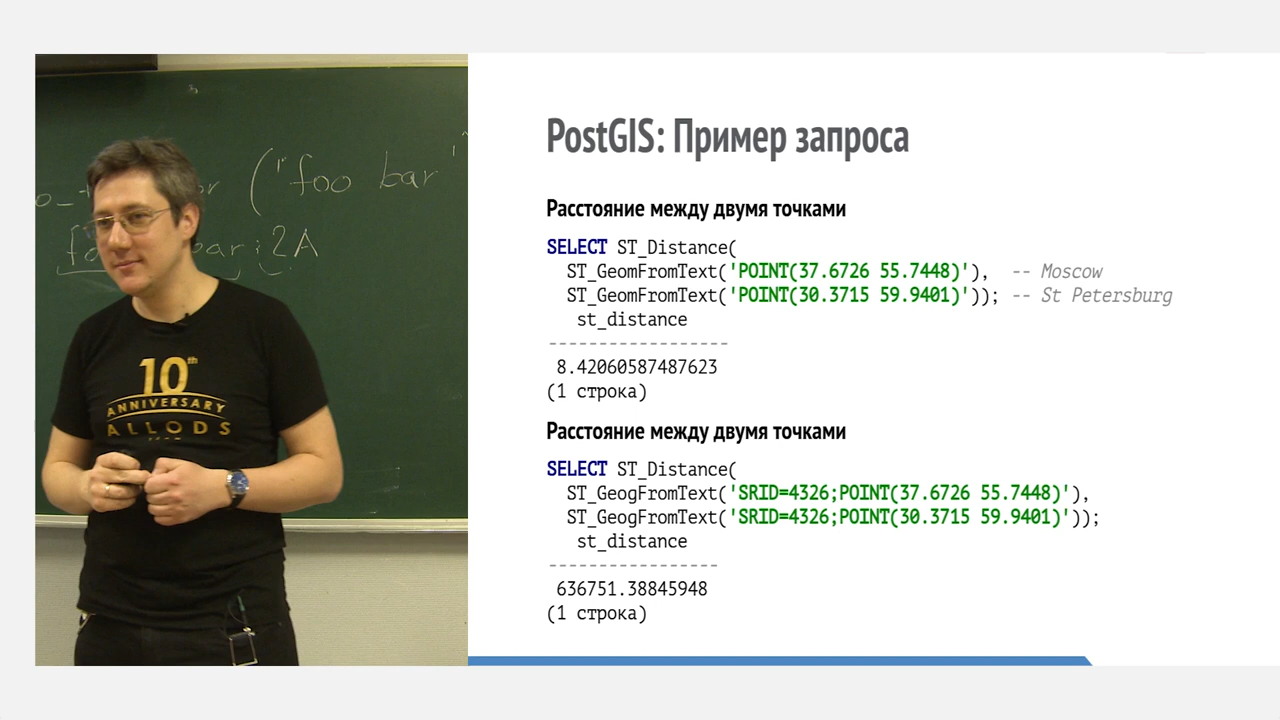 ("foo bar"
bar:2A
10th
ANNIVERSARY
ALLODS
TEAM
PostGIS: Пример запроса
Расстояние между двумя точками
SELECT ST_Distance(
ST_GeomFromText('POINT(37.6726 55.7448)'), -- Moscow
ST_GeomFromText('POINT(30.3715 59.9401)')); -- St Petersburg
st_distance
------------------
8.42060587487623
(1 строка)
Расстояние между двумя точками
SELECT ST_Distance(
ST_GeogFromText('SRID=4326;POINT(37.6726 55.7448)'),
ST_GeogFromText('SRID=4326;POINT(30.3715 59.9401)'));
st_distance
-----------------
636751.38845948
(1 строка)